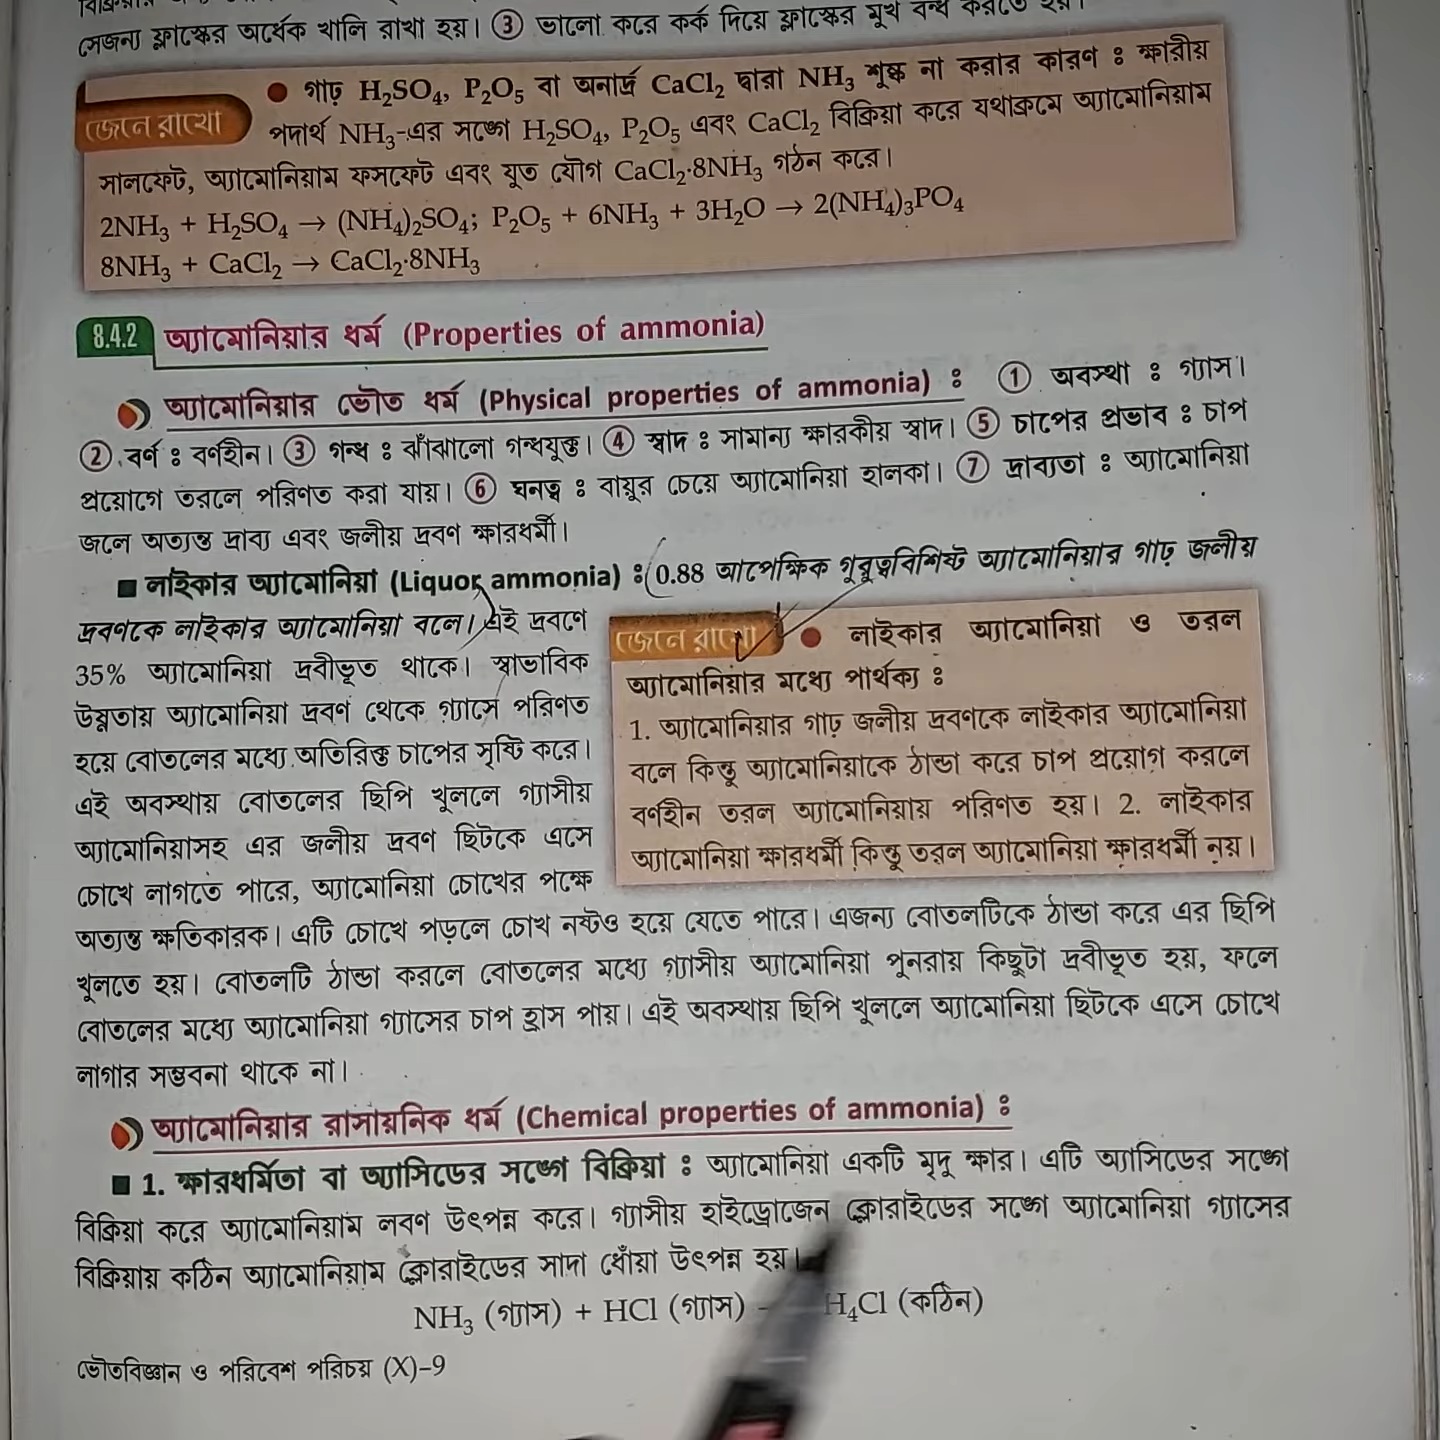 সেজন্য ফ্লাস্কের অর্ধেক খালি রাখা হয়। ③ ভালো করে কর্ক দিয়ে ফ্লাস্কের মুখ বন্ধ করতে হয়।
জেনে রাখো
● গাঢ় H₂SO₄, P₂O₅ বা অনার্দ্র CaCl₂ দ্বারা NH₃ শুষ্ক না করার কারণ : ক্ষারীয়
পদার্থ NH₃-এর সঙ্গে H₂SO₄, P₂O₅ এবং CaCl₂ বিক্রিয়া করে যথাক্রমে অ্যামোনিয়াম
সালফেট, অ্যামোনিয়াম ফসফেট এবং যুত যৌগ CaCl₂·8NH₃ গঠন করে।
2NH₃ + H₂SO₄ → (NH₄)₂SO₄; P₂O₅ + 6NH₃ + 3H₂O → 2(NH₄)₃PO₄
8NH₃ + CaCl₂ → CaCl₂·8NH₃
8.4.2 অ্যামোনিয়ার ধর্ম (Properties of ammonia)
অ্যামোনিয়ার ভৌত ধর্ম (Physical properties of ammonia) : ① অবস্থা : গ্যাস।
② বর্ণ : বর্ণহীন। ③ গন্ধ : ঝাঁঝালো গন্ধযুক্ত। ④ স্বাদ : সামান্য ক্ষারকীয় স্বাদ। ⑤ চাপের প্রভাব : চাপ
প্রয়োগে তরলে পরিণত করা যায়। ⑥ ঘনত্ব : বায়ুর চেয়ে অ্যামোনিয়া হালকা। ⑦ দ্রাব্যতা : অ্যামোনিয়া
জলে অত্যন্ত দ্রাব্য এবং জলীয় দ্রবণ ক্ষারধর্মী।
■ লাইকার অ্যামোনিয়া (Liquor ammonia) : 0.88 আপেক্ষিক গুরুত্ববিশিষ্ট অ্যামোনিয়ার গাঢ় জলীয়
দ্রবণকে লাইকার অ্যামোনিয়া বলে। এই দ্রবণে
35% অ্যামোনিয়া দ্রবীভূত থাকে। স্বাভাবিক
উষ্ণতায় অ্যামোনিয়া দ্রবণ থেকে গ্যাসে পরিণত
হয়ে বোতলের মধ্যে অতিরিক্ত চাপের সৃষ্টি করে।
এই অবস্থায় বোতলের ছিপি খুললে গ্যাসীয়
অ্যামোনিয়াসহ এর জলীয় দ্রবণ ছিটকে এসে
চোখে লাগতে পারে, অ্যামোনিয়া চোখের পক্ষে
জেনে রাখো
● লাইকার অ্যামোনিয়া ও তরল
অ্যামোনিয়ার মধ্যে পার্থক্য :
1. অ্যামোনিয়ার গাঢ় জলীয় দ্রবণকে লাইকার অ্যামোনিয়া
বলে কিন্তু অ্যামোনিয়াকে ঠান্ডা করে চাপ প্রয়োগ করলে
বর্ণহীন তরল অ্যামোনিয়ায় পরিণত হয়। 2. লাইকার
অ্যামোনিয়া ক্ষারধর্মী কিন্তু তরল অ্যামোনিয়া ক্ষারধর্মী নয়।
অত্যন্ত ক্ষতিকারক। এটি চোখে পড়লে চোখ নষ্টও হয়ে যেতে পারে। এজন্য বোতলটিকে ঠান্ডা করে এর ছিপি
খুলতে হয়। বোতলটি ঠান্ডা করলে বোতলের মধ্যে গ্যাসীয় অ্যামোনিয়া পুনরায় কিছুটা দ্রবীভূত হয়, ফলে
বোতলের মধ্যে অ্যামোনিয়া গ্যাসের চাপ হ্রাস পায়। এই অবস্থায় ছিপি খুললে অ্যামোনিয়া ছিটকে এসে চোখে
লাগার সম্ভবনা থাকে না।
অ্যামোনিয়ার রাসায়নিক ধর্ম (Chemical properties of ammonia) :
■ 1. ক্ষারধর্মিতা বা অ্যাসিডের সঙ্গে বিক্রিয়া : অ্যামোনিয়া একটি মৃদু ক্ষার। এটি অ্যাসিডের সঙ্গে
বিক্রিয়া করে অ্যামোনিয়াম লবণ উৎপন্ন করে। গ্যাসীয় হাইড্রোজেন ক্লোরাইডের সঙ্গে অ্যামোনিয়া গ্যাসের
বিক্রিয়ায় কঠিন অ্যামোনিয়াম ক্লোরাইডের সাদা ধোঁয়া উৎপন্ন হয়।
NH₃ (গ্যাস) + HCl (গ্যাস) - H₄Cl (কঠিন)
ভৌতবিজ্ঞান ও পরিবেশ পরিচয় (X)-9